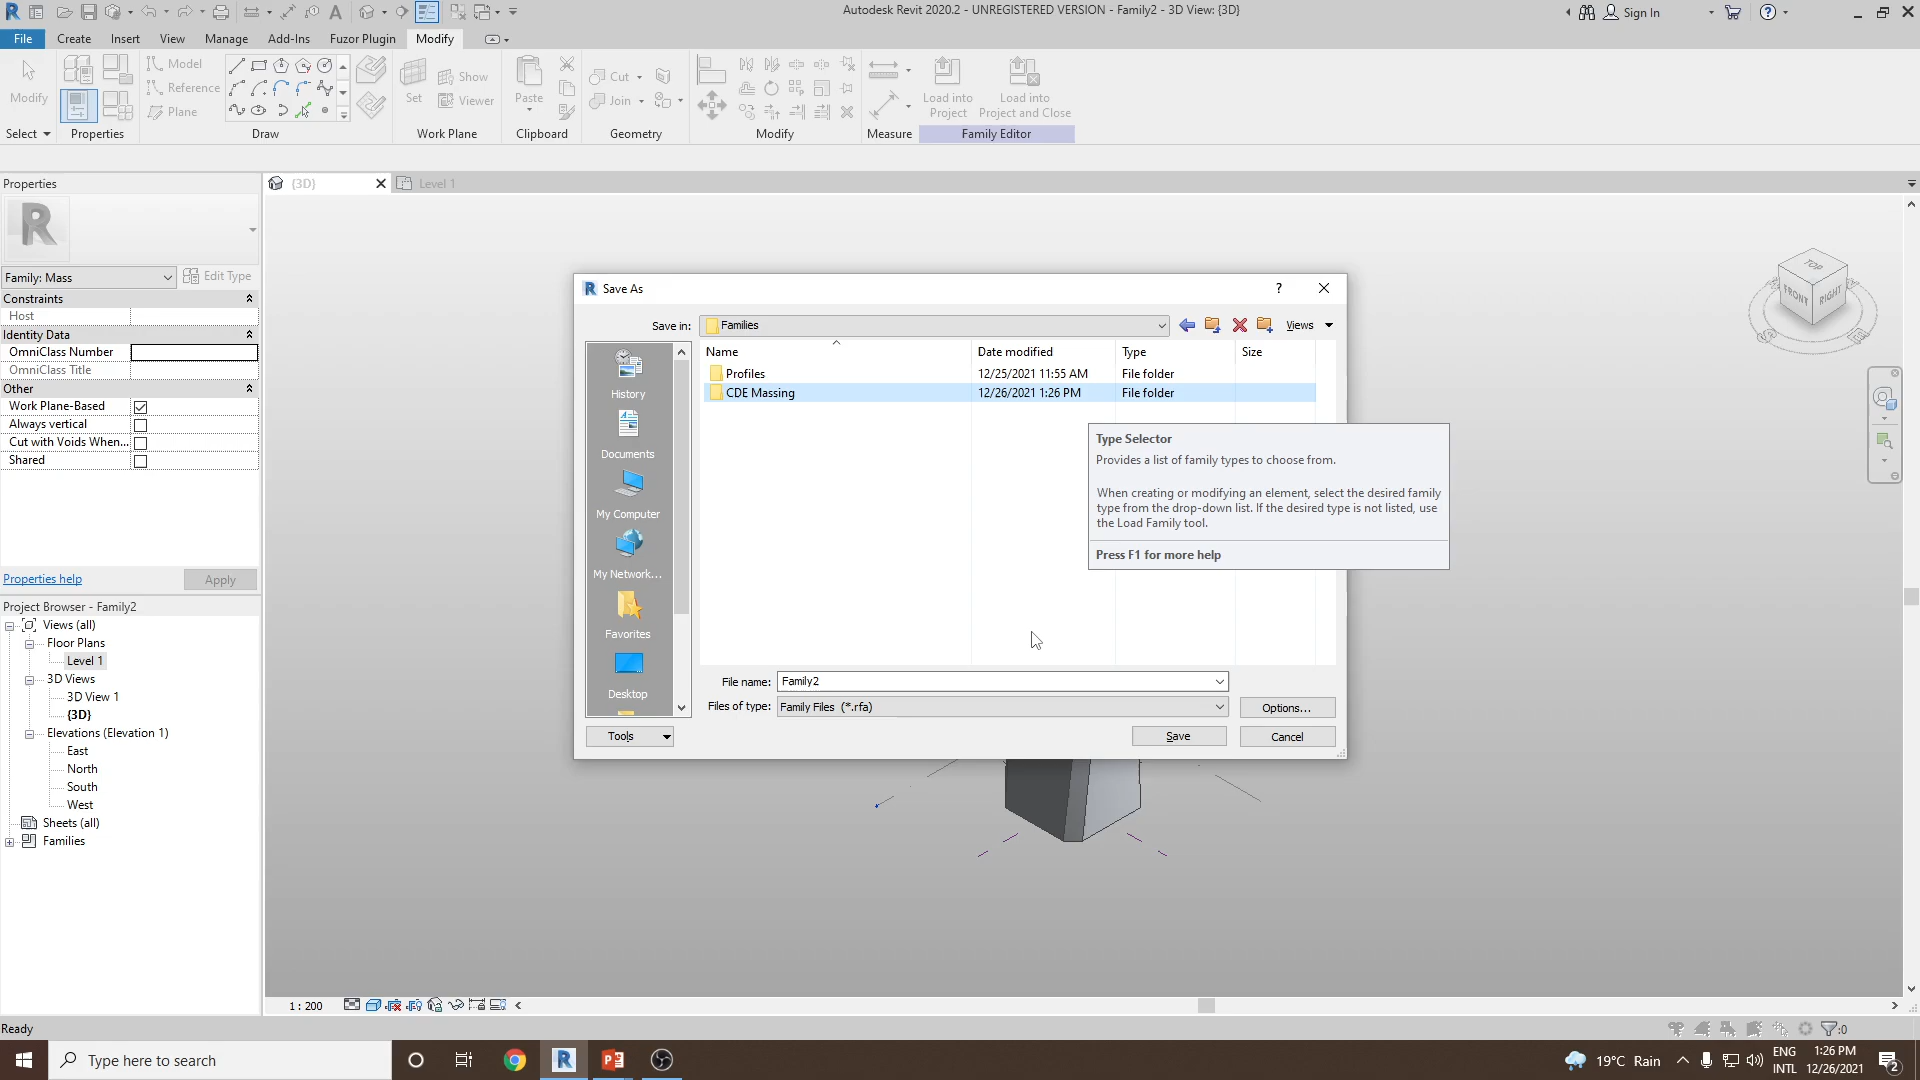 Autodesk Revit 2020.2 - UNREGISTERED VERSION - Family2 - 3D View: {3D}
Sign In
File
Create
Insert
View
Manage
Add-Ins
Fuzor Plugin
Modify
Modify
Select
Properties
Model
Reference
Plane
Draw
Set
Show
Viewer
Work Plane
Paste
Clipboard
Cut
Join
Geometry
Modify
Measure
Load into
Project
Load into
Project and Close
Family Editor
Properties
{3D}
Level 1
Family: Mass
Edit Type
Constraints
Host
Identity Data
OmniClass Number
OmniClass Title
Other
Work Plane-Based
Always vertical
Cut with Voids When...
Shared
Properties help
Apply
Project Browser - Family2
Views (all)
Floor Plans
Level 1
3D Views
3D View 1
{3D}
Elevations (Elevation 1)
East
North
South
West
Sheets (all)
Families
TOP
FRONT
RIGHT
Save As
?
Save in:
Families
Views
Name
Date modified
Type
Size
Profiles
12/25/2021 11:55 AM
File folder
CDE Massing
12/26/2021 1:26 PM
File folder
History
Documents
My Computer
My Network...
Favorites
Desktop
Type Selector
Provides a list of family types to choose from.
When creating or modifying an element, select the desired family
type from the drop-down list. If the desired type is not listed, use
the Load Family tool.
Press F1 for more help
File name:
Family2
Files of type:
Family Files (*.rfa)
Options...
Tools
Save
Cancel
1 : 200
Ready
:0
Type here to search
19°C Rain
ENG
INTL
1:26 PM
12/26/2021
2